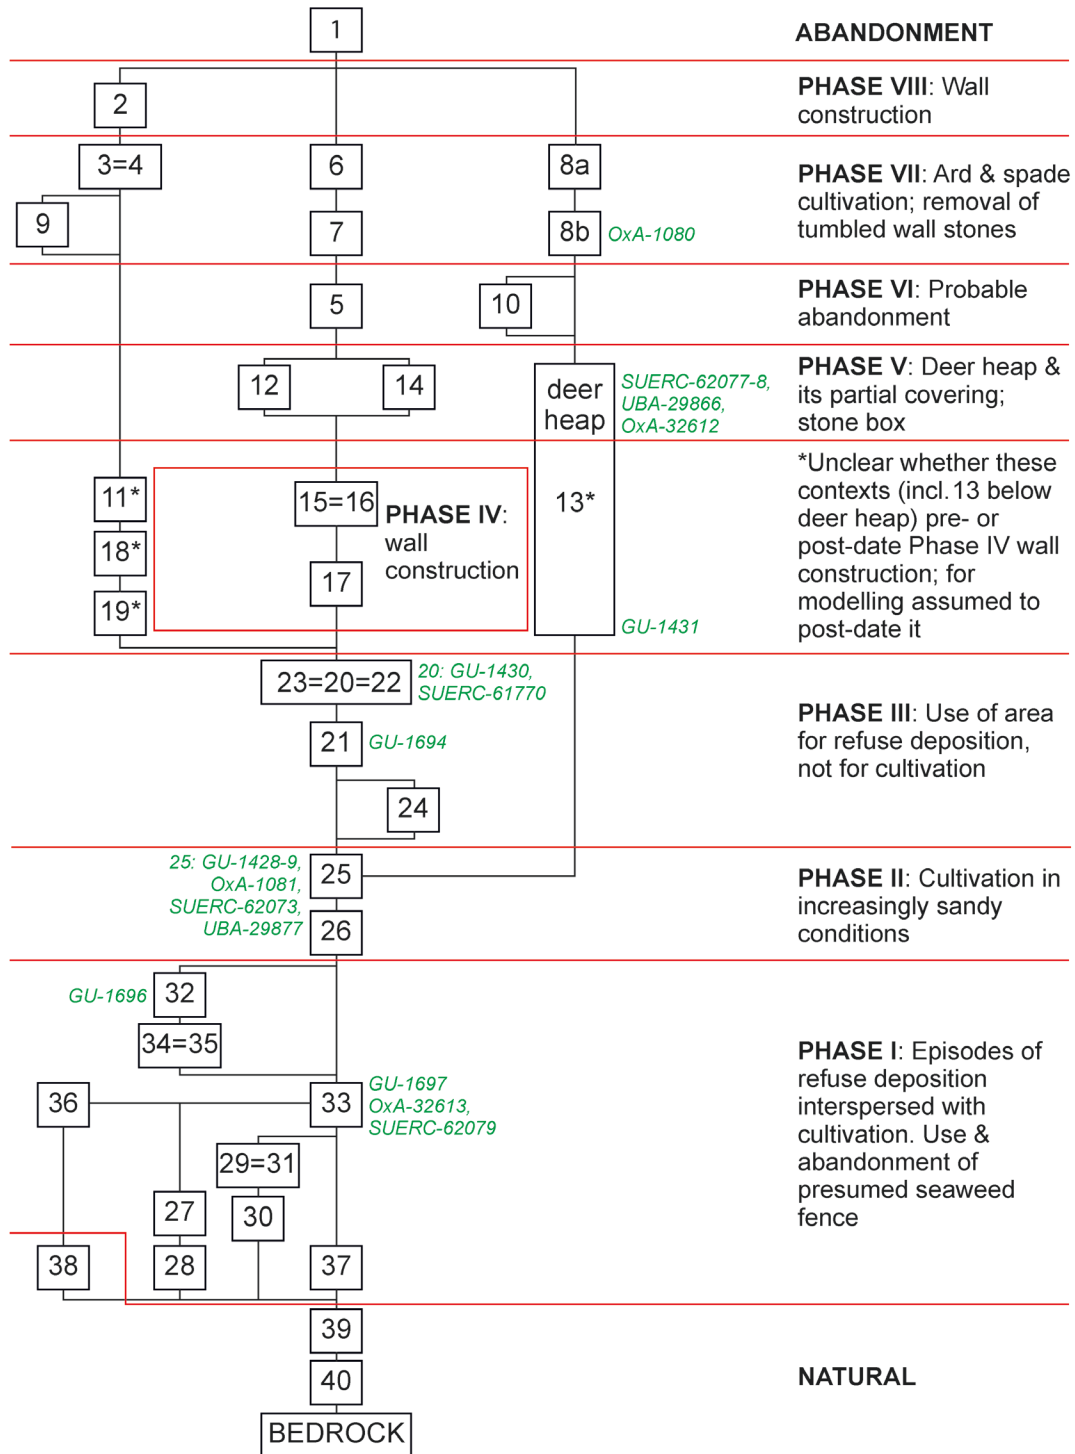 1
ABANDONMENT
2
PHASE VIII: Wall
construction
3=4
6
8a
9
7
8b
OxA-1080
PHASE VII: Ard & spade
cultivation; removal of
tumbled wall stones
5
10
PHASE VI: Probable
abandonment
12
14
deer
heap
SUERC-62077-8,
UBA-29866,
OxA-32612
PHASE V: Deer heap &
its partial covering;
stone box
11*
18*
19*
15=16
17
PHASE IV:
wall
construction
13*
GU-1431
*Unclear whether these
contexts (incl. 13 below
deer heap) pre- or
post-date Phase IV wall
construction; for
modelling assumed to
post-date it
23=20=22
20: GU-1430,
SUERC-61770
21
GU-1694
24
PHASE III: Use of area
for refuse deposition,
not for cultivation
25: GU-1428-9,
OxA-1081,
SUERC-62073,
UBA-29877
25
26
PHASE II: Cultivation in
increasingly sandy
conditions
GU-1696
32
34=35
36
33
GU-1697
OxA-32613,
SUERC-62079
29=31
27
30
38
28
37
PHASE I: Episodes of
refuse deposition
interspersed with
cultivation. Use &
abandonment of
presumed seaweed
fence
39
40
NATURAL
BEDROCK